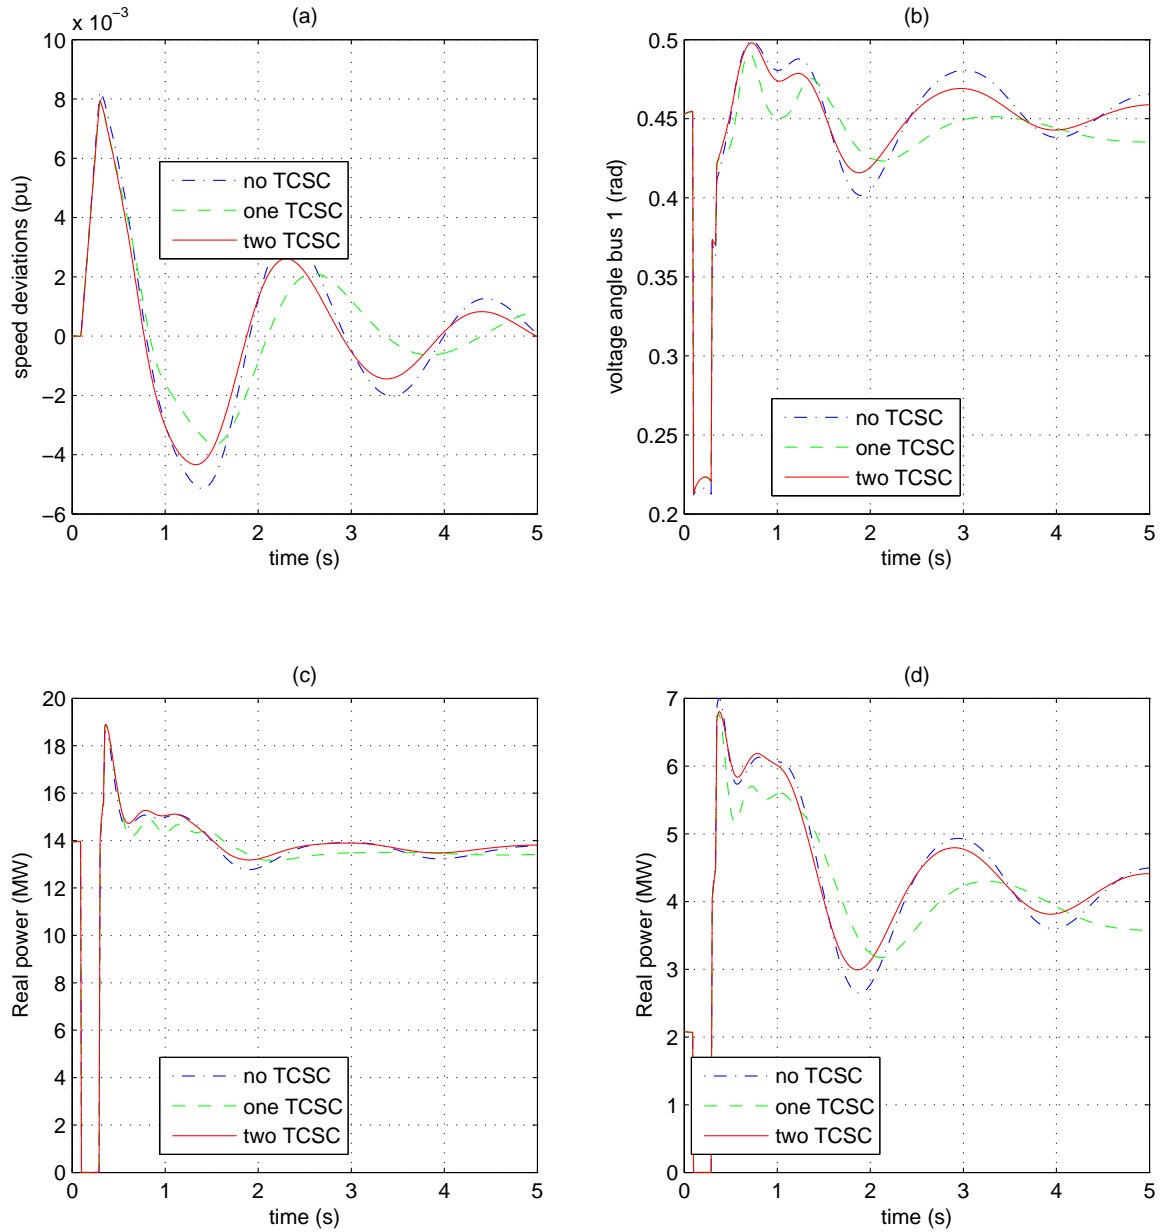 (a)
x 10⁻³
10
8
6
4
2
0
−2
−4
−6
speed deviations (pu)
no TCSC
one TCSC
two TCSC
0 1 2 3 4 5
time (s)
(b)
0.5
0.45
0.4
0.35
0.3
0.25
0.2
voltage angle bus 1 (rad)
no TCSC
one TCSC
two TCSC
0 1 2 3 4 5
time (s)
(c)
20
18
16
14
12
10
8
6
4
2
0
Real power (MW)
no TCSC
one TCSC
two TCSC
0 1 2 3 4 5
time (s)
(d)
7
6
5
4
3
2
1
0
Real power (MW)
no TCSC
one TCSC
two TCSC
0 1 2 3 4 5
time (s)